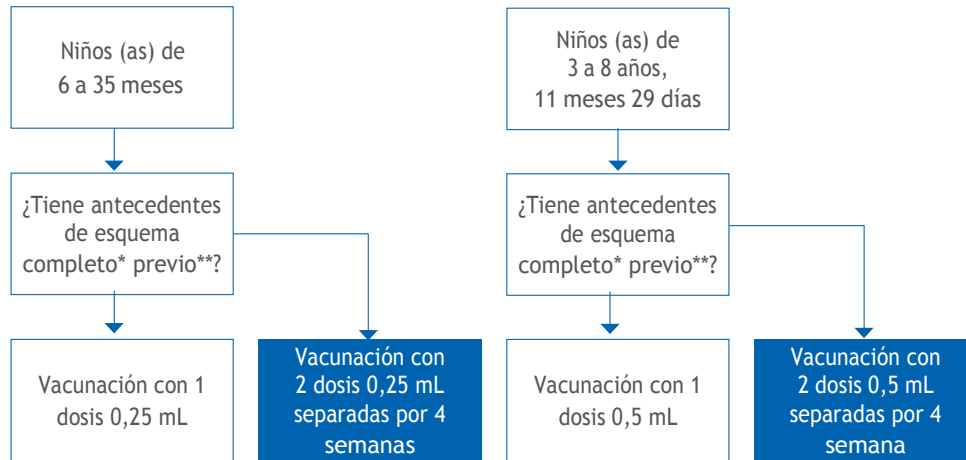 Niños (as) de
6 a 35 meses
¿Tiene antecedentes
de esquema
completo* previo**?
Vacunación con 1
dosis 0,25 mL
Vacunación con
2 dosis 0,25 mL
separadas por 4
semanas
Niños (as) de
3 a 8 años,
11 meses 29 días
¿Tiene antecedentes
de esquema
completo* previo**?
Vacunación con 1
dosis 0,5 mL
Vacunación con
2 dosis 0,5 mL
separadas por 4
semana